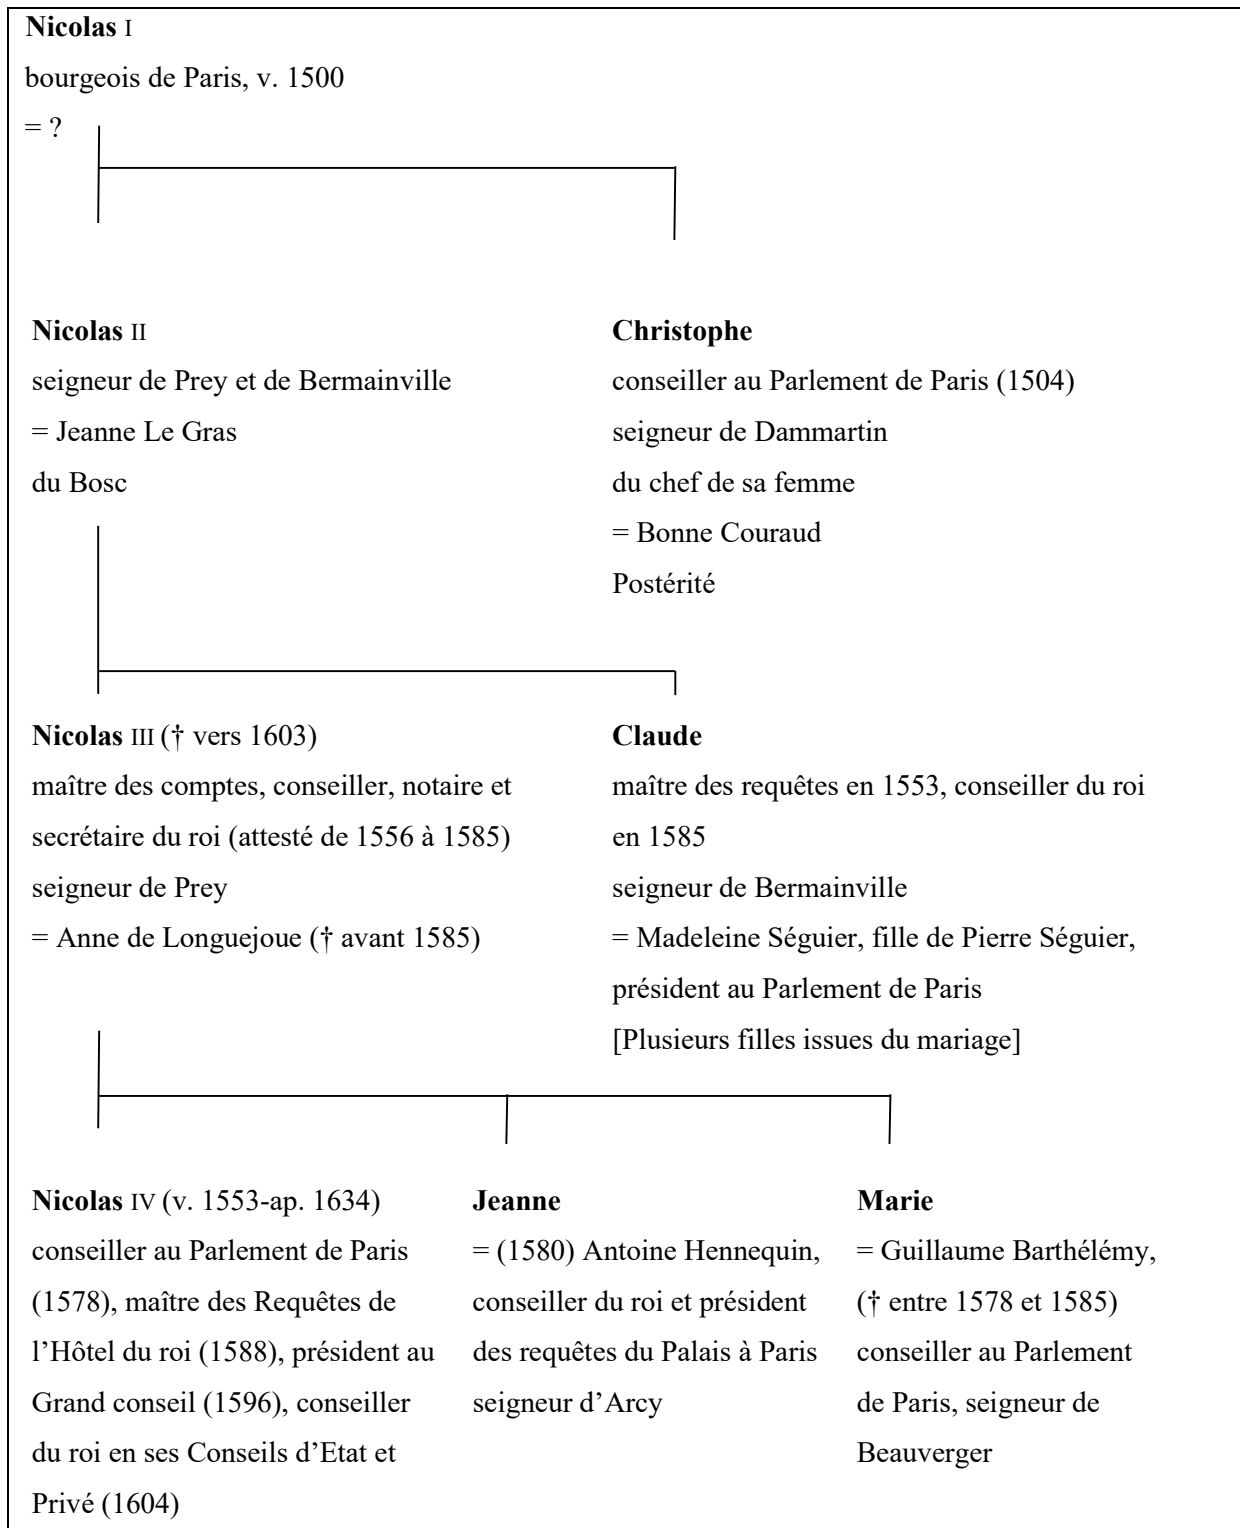 Nicolas I
bourgeois de Paris, v. 1500
= ?
Nicolas II
seigneur de Prey et de Bermainville
= Jeanne Le Gras
du Bosc
Christophe
conseiller au Parlement de Paris (1504)
seigneur de Dammartin
du chef de sa femme
= Bonne Couraud
Postérité
Nicolas III († vers 1603)
maître des comptes, conseiller, notaire et
secrétaire du roi (attesté de 1556 à 1585)
seigneur de Prey
= Anne de Longuejoue († avant 1585)
Claude
maître des requêtes en 1553, conseiller du roi
en 1585
seigneur de Bermainville
= Madeleine Séguier, fille de Pierre Séguier,
président au Parlement de Paris
[Plusieurs filles issues du mariage]
Nicolas IV (v. 1553-ap. 1634)
conseiller au Parlement de Paris
(1578), maître des Requêtes de
l’Hôtel du roi (1588), président au
Grand conseil (1596), conseiller
du roi en ses Conseils d’Etat et
Privé (1604)
Jeanne
= (1580) Antoine Hennequin,
conseiller du roi et président
des requêtes du Palais à Paris
seigneur d’Arcy
Marie
= Guillaume Barthélémy,
(† entre 1578 et 1585)
conseiller au Parlement
de Paris, seigneur de
Beauverger